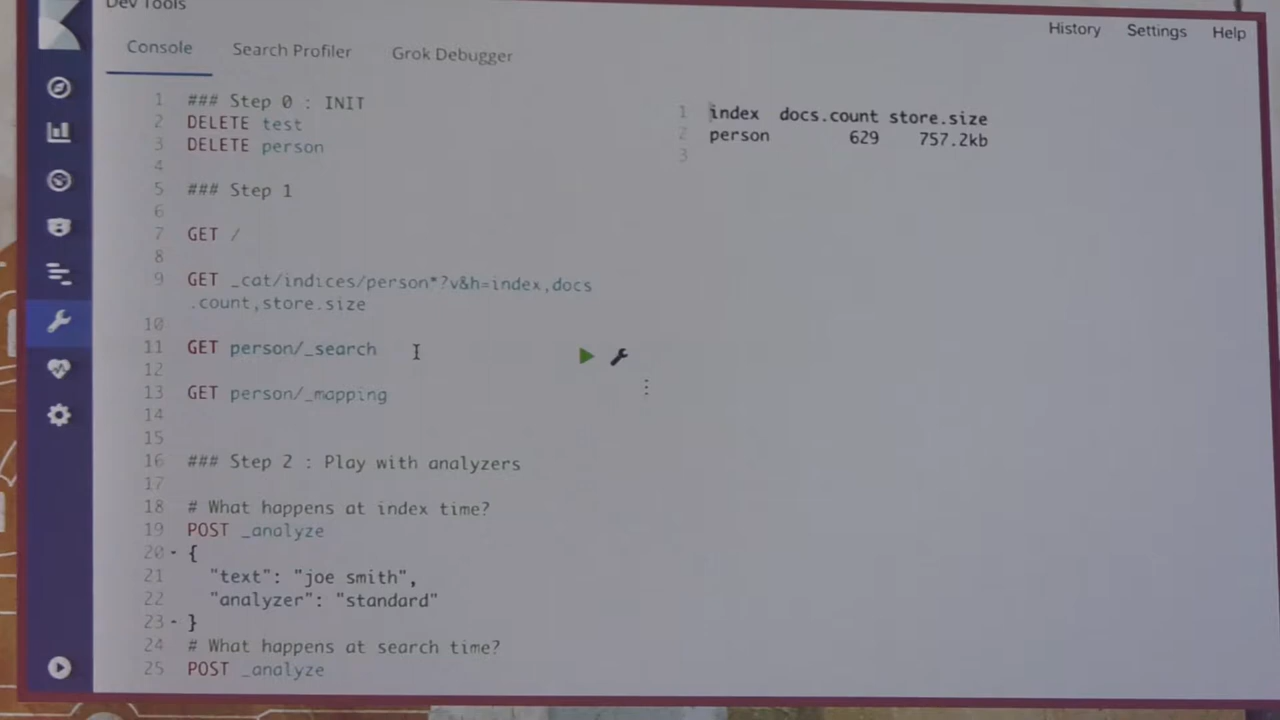 Dev Tools
History Settings Help
Console Search Profiler Grok Debugger
1 ### Step 0 : INIT
2 DELETE test
3 DELETE person
4
5 ### Step 1
6
7 GET /
8
9 GET _cat/indices/person*?v&h=index,docs
.count,store.size
10
11 GET person/_search
12
13 GET person/_mapping
14
15
16 ### Step 2 : Play with analyzers
17
18 # What happens at index time?
19 POST _analyze
20 {
21 "text": "joe smith",
22 "analyzer": "standard"
23 }
24 # What happens at search time?
25 POST _analyze
1 index docs.count store.size
2 person 629 757.2kb
3